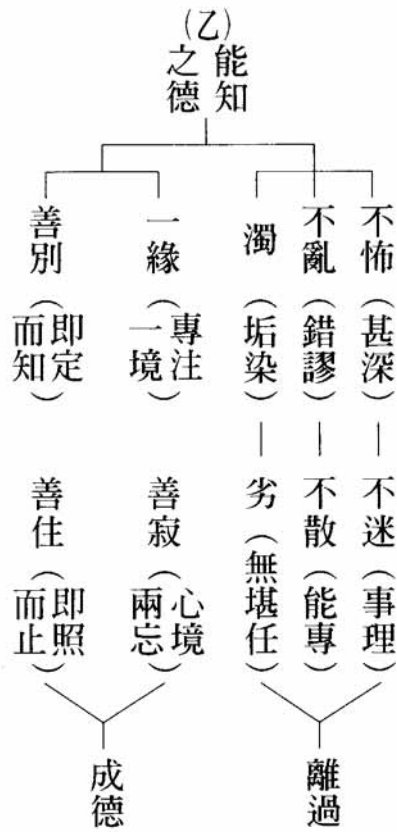 (乙)能知之德
不怖(甚深)—不迷(事理)
不亂(錯謬)—不散(能專)
濁(垢染)—劣(無堪任)
離過
一緣(專注一境)
善寂(心境兩忘)
善別(即定而知)
善住(即照而止)
成德